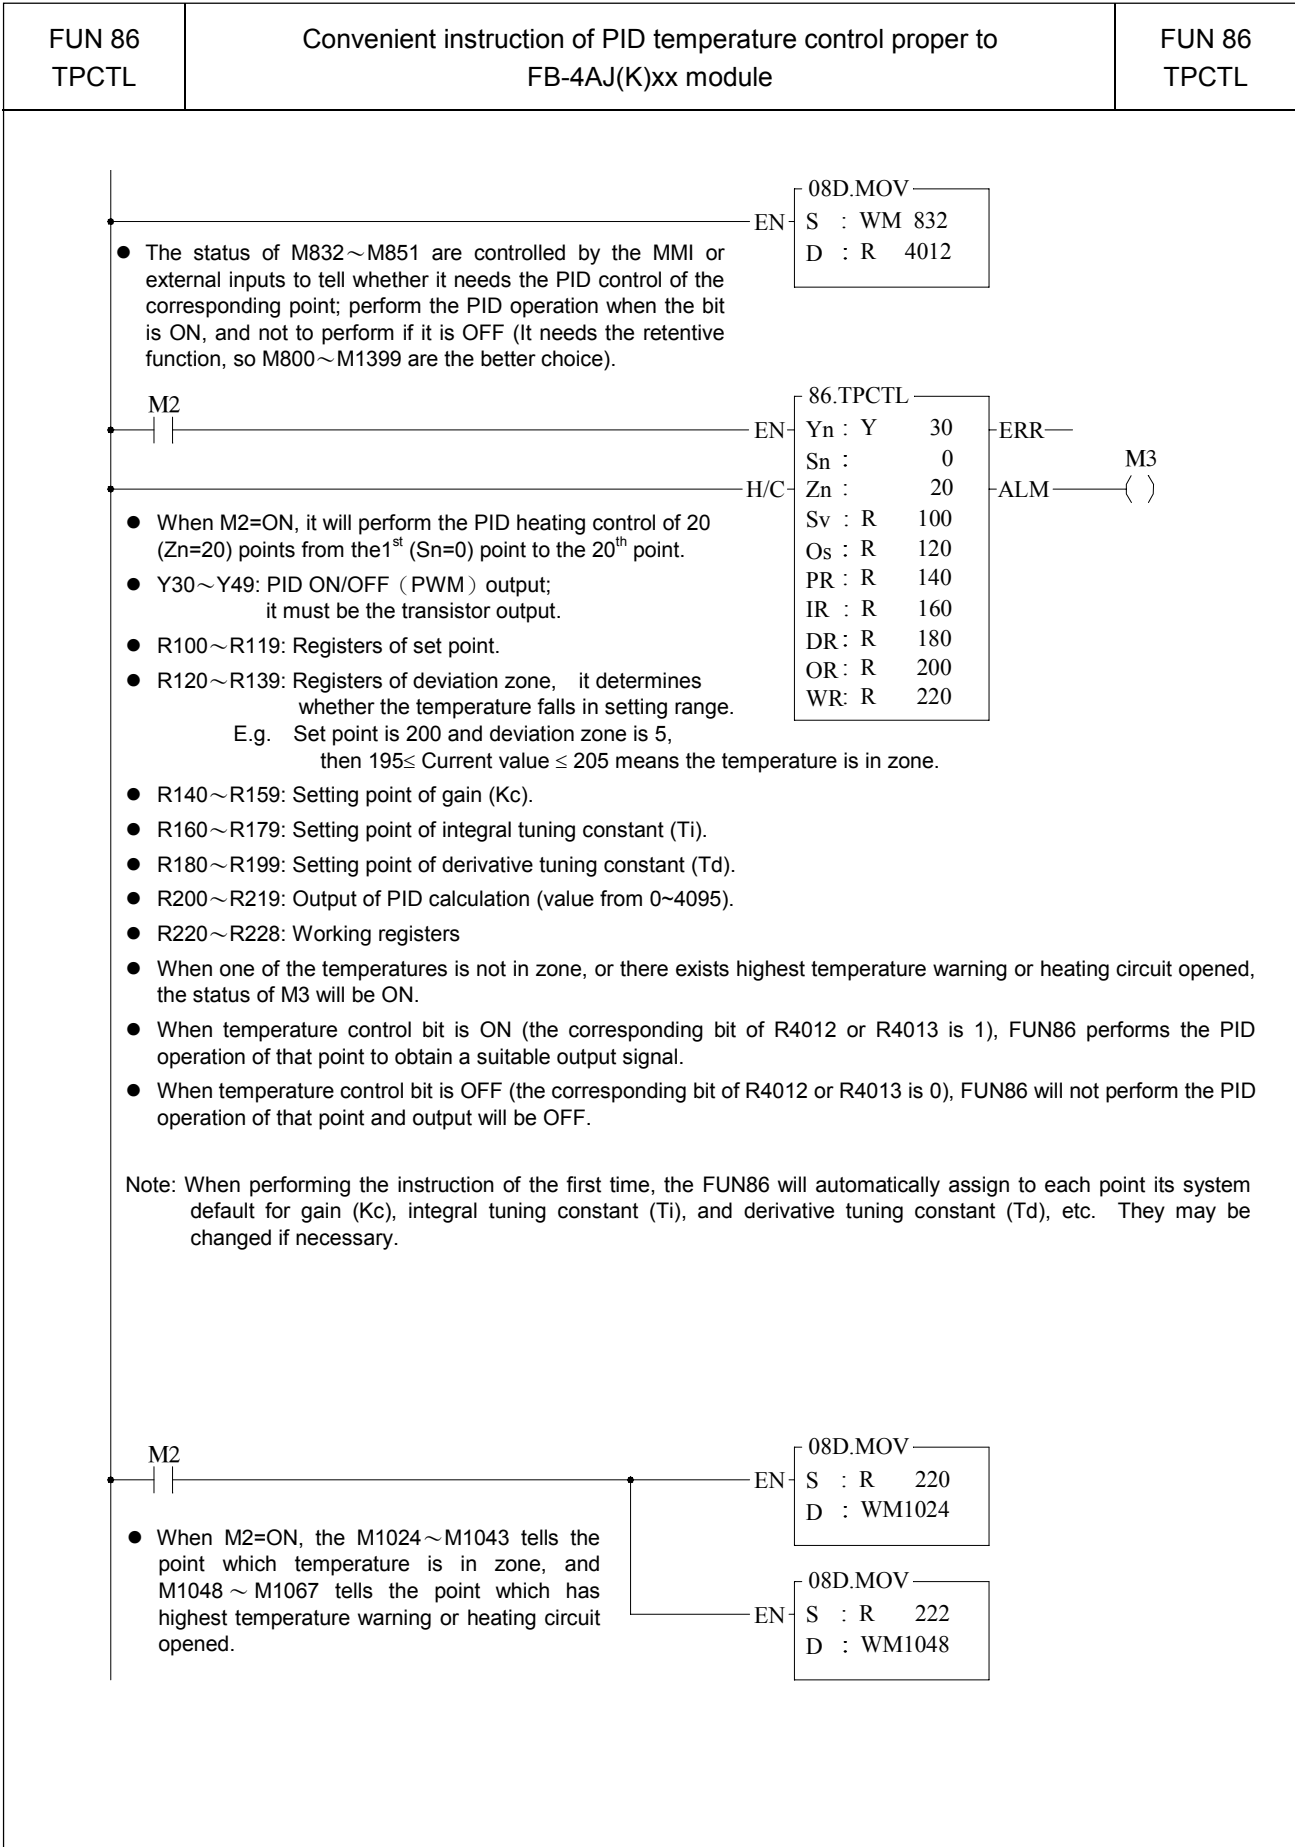 FUN 86
TPCTL
Convenient instruction of PID temperature control proper to
FB-4AJ(K)xx module
FUN 86
TPCTL
08D.MOV
EN S : WM 832
D : R 4012
● The status of M832～M851 are controlled by the MMI or
external inputs to tell whether it needs the PID control of the
corresponding point; perform the PID operation when the bit
is ON, and not to perform if it is OFF (It needs the retentive
function, so M800～M1399 are the better choice).
M2
86.TPCTL
EN Yn : Y 30 ERR
Sn : 0 M3
H/C Zn : 20 ALM ( )
Sv : R 100
Os : R 120
PR : R 140
IR : R 160
DR : R 180
OR : R 200
WR: R 220
● When M2=ON, it will perform the PID heating control of 20
(Zn=20) points from the1st (Sn=0) point to the 20th point.
● Y30～Y49: PID ON/OFF（PWM）output;
it must be the transistor output.
● R100～R119: Registers of set point.
● R120～R139: Registers of deviation zone, it determines
whether the temperature falls in setting range.
E.g. Set point is 200 and deviation zone is 5,
then 195≤ Current value ≤ 205 means the temperature is in zone.
● R140～R159: Setting point of gain (Kc).
● R160～R179: Setting point of integral tuning constant (Ti).
● R180～R199: Setting point of derivative tuning constant (Td).
● R200～R219: Output of PID calculation (value from 0~4095).
● R220～R228: Working registers
● When one of the temperatures is not in zone, or there exists highest temperature warning or heating circuit opened,
the status of M3 will be ON.
● When temperature control bit is ON (the corresponding bit of R4012 or R4013 is 1), FUN86 performs the PID
operation of that point to obtain a suitable output signal.
● When temperature control bit is OFF (the corresponding bit of R4012 or R4013 is 0), FUN86 will not perform the PID
operation of that point and output will be OFF.
Note: When performing the instruction of the first time, the FUN86 will automatically assign to each point its system
default for gain (Kc), integral tuning constant (Ti), and derivative tuning constant (Td), etc. They may be
changed if necessary.
M2
08D.MOV
EN S : R 220
D : WM1024
● When M2=ON, the M1024～M1043 tells the
point which temperature is in zone, and
M1048～M1067 tells the point which has
highest temperature warning or heating circuit
opened.
08D.MOV
EN S : R 222
D : WM1048